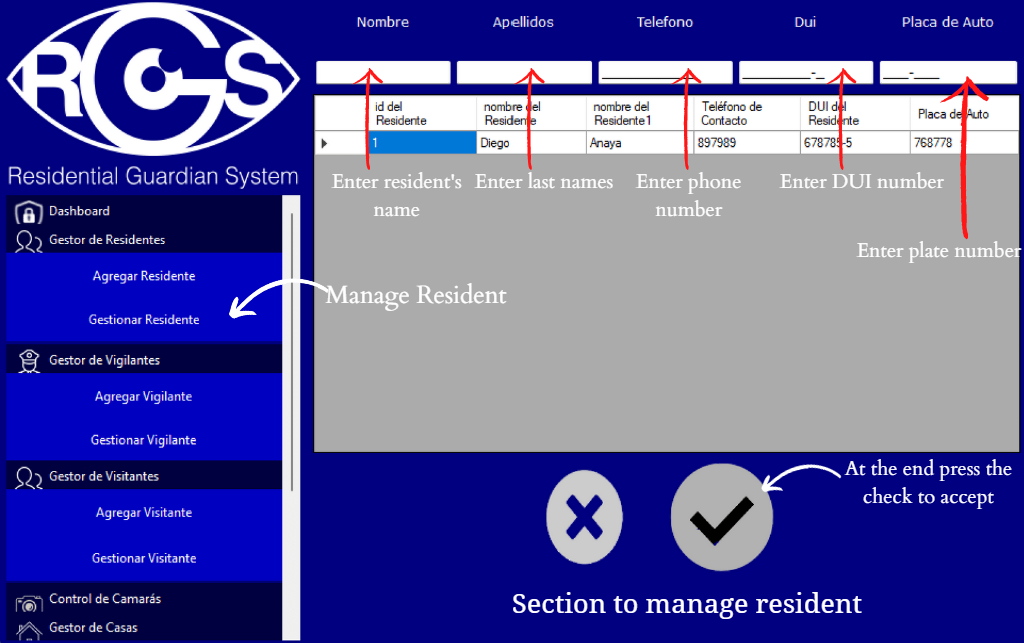 RGS
Residential Guardian System
Nombre Apellidos Telefono Dui Placa de Auto
_________-_ ___-____
id del Residente nombre del Residente nombre del Residente1 Teléfono de Contacto DUI del Residente Placa de Auto
1 Diego Anaya 897989 678785-5 768778
Enter resident's name
Enter last names
Enter phone number
Enter DUI number
Enter plate number
Dashboard
Gestor de Residentes
Agregar Residente
Gestionar Residente
Manage Resident
Gestor de Vigilantes
Agregar Vigilante
Gestionar Vigilante
Gestor de Visitantes
Agregar Visitante
Gestionar Visitante
Control de Camarás
Gestor de Casas
At the end press the
check to accept
Section to manage resident